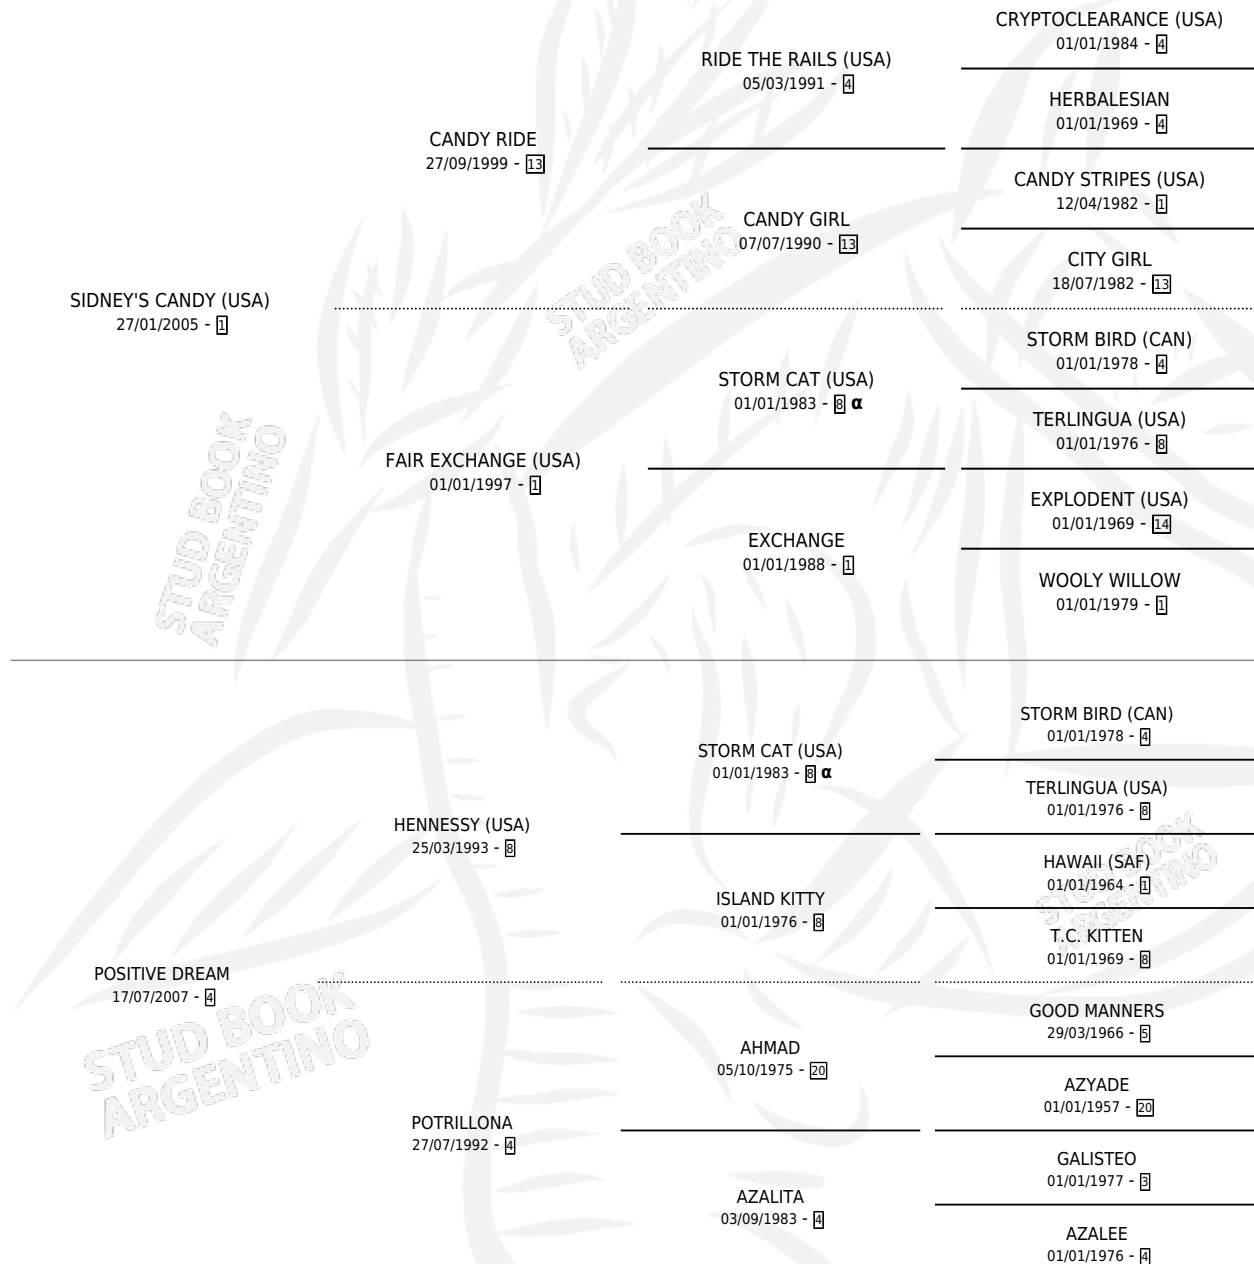 CRYPTOCLEARANCE (USA)
01/01/1984 - 4
RIDE THE RAILS (USA)
05/03/1991 - 4
HERBALESIAN
01/01/1969 - 4
CANDY RIDE
27/09/1999 - 13
CANDY STRIPES (USA)
12/04/1982 - 1
CANDY GIRL
07/07/1990 - 13
CITY GIRL
18/07/1982 - 13
SIDNEY'S CANDY (USA)
27/01/2005 - 1
STORM BIRD (CAN)
01/01/1978 - 4
STORM CAT (USA)
01/01/1983 - 8 α
TERLINGUA (USA)
01/01/1976 - 8
FAIR EXCHANGE (USA)
01/01/1997 - 1
EXPLODENT (USA)
01/01/1969 - 14
EXCHANGE
01/01/1988 - 1
WOOLY WILLOW
01/01/1979 - 1
STORM BIRD (CAN)
01/01/1978 - 4
STORM CAT (USA)
01/01/1983 - 8 α
TERLINGUA (USA)
01/01/1976 - 8
HENNESSY (USA)
25/03/1993 - 8
HAWAII (SAF)
01/01/1964 - 1
ISLAND KITTY
01/01/1976 - 8
T.C. KITTEN
01/01/1969 - 8
POSITIVE DREAM
17/07/2007 - 4
GOOD MANNERS
29/03/1966 - 5
AHMAD
05/10/1975 - 20
AZYADE
01/01/1957 - 20
POTRILLONA
27/07/1992 - 4
GALISTEO
01/01/1977 - 3
AZALITA
03/09/1983 - 4
AZALEE
01/01/1976 - 4
STUD BOOK
ARGENTINO
STUD BOOK
ARGENTINO
STUD BOOK
ARGENTINO
STUD BOOK
ARGENTINO